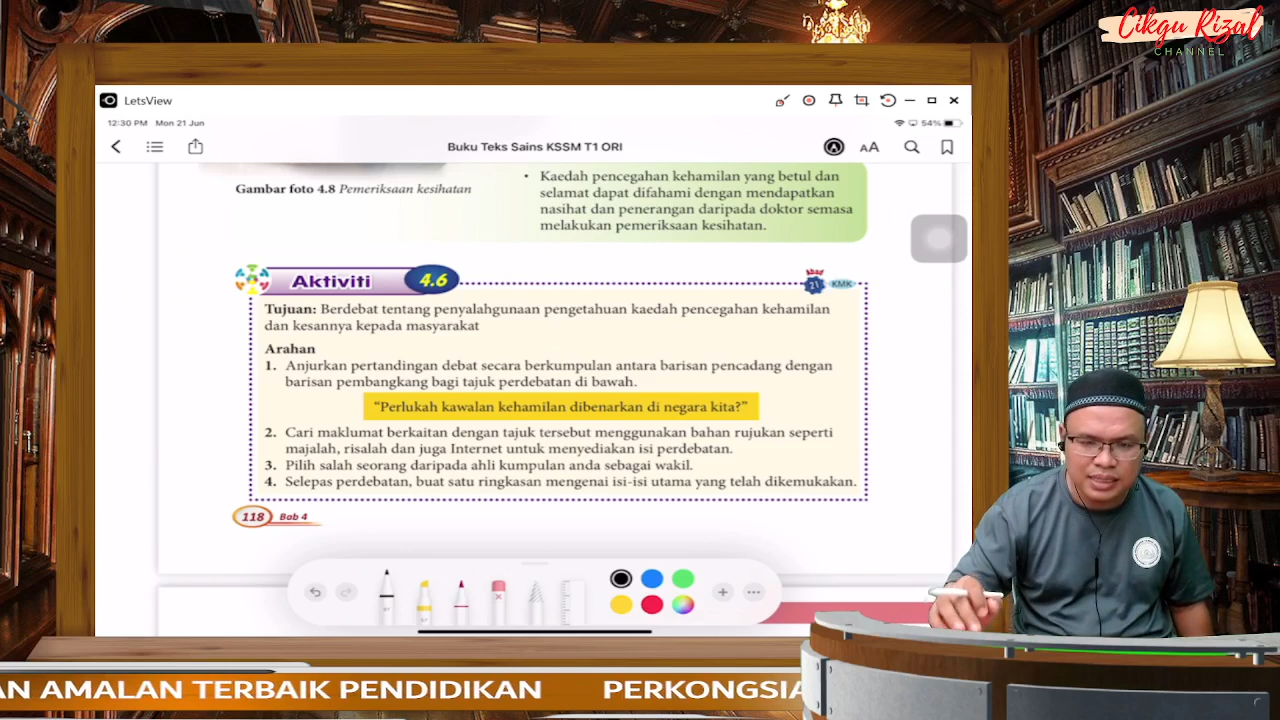 Cikgu Rizal
CHANNEL
LetsView
12:30 PM Mon 21 Jun
54%
Buku Teks Sains KSSM T1 ORI
AA
Gambar foto 4.8 Pemeriksaan kesihatan
• Kaedah pencegahan kehamilan yang betul dan
selamat dapat difahami dengan mendapatkan
nasihat dan penerangan daripada doktor semasa
melakukan pemeriksaan kesihatan.
Aktiviti 4.6
Abad
21
KMK
Tujuan: Berdebat tentang penyalahgunaan pengetahuan kaedah pencegahan kehamilan
dan kesannya kepada masyarakat
Arahan
1. Anjurkan pertandingan debat secara berkumpulan antara barisan pencadang dengan
barisan pembangkang bagi tajuk perdebatan di bawah.
“Perlukah kawalan kehamilan dibenarkan di negara kita?”
2. Cari maklumat berkaitan dengan tajuk tersebut menggunakan bahan rujukan seperti
majalah, risalah dan juga Internet untuk menyediakan isi perdebatan.
3. Pilih salah seorang daripada ahli kumpulan anda sebagai wakil.
4. Selepas perdebatan, buat satu ringkasan mengenai isi-isi utama yang telah dikemukakan.
118 Bab 4
AN AMALAN TERBAIK PENDIDIKAN PERKONGSIA